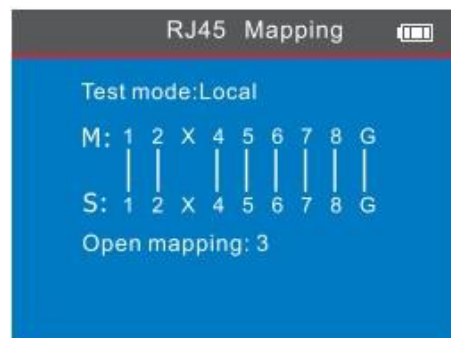 RJ45 Mapping
Test mode:Local
M: 1 2 X 4 5 6 7 8 G
S: 1 2 X 4 5 6 7 8 G
Open mapping: 3